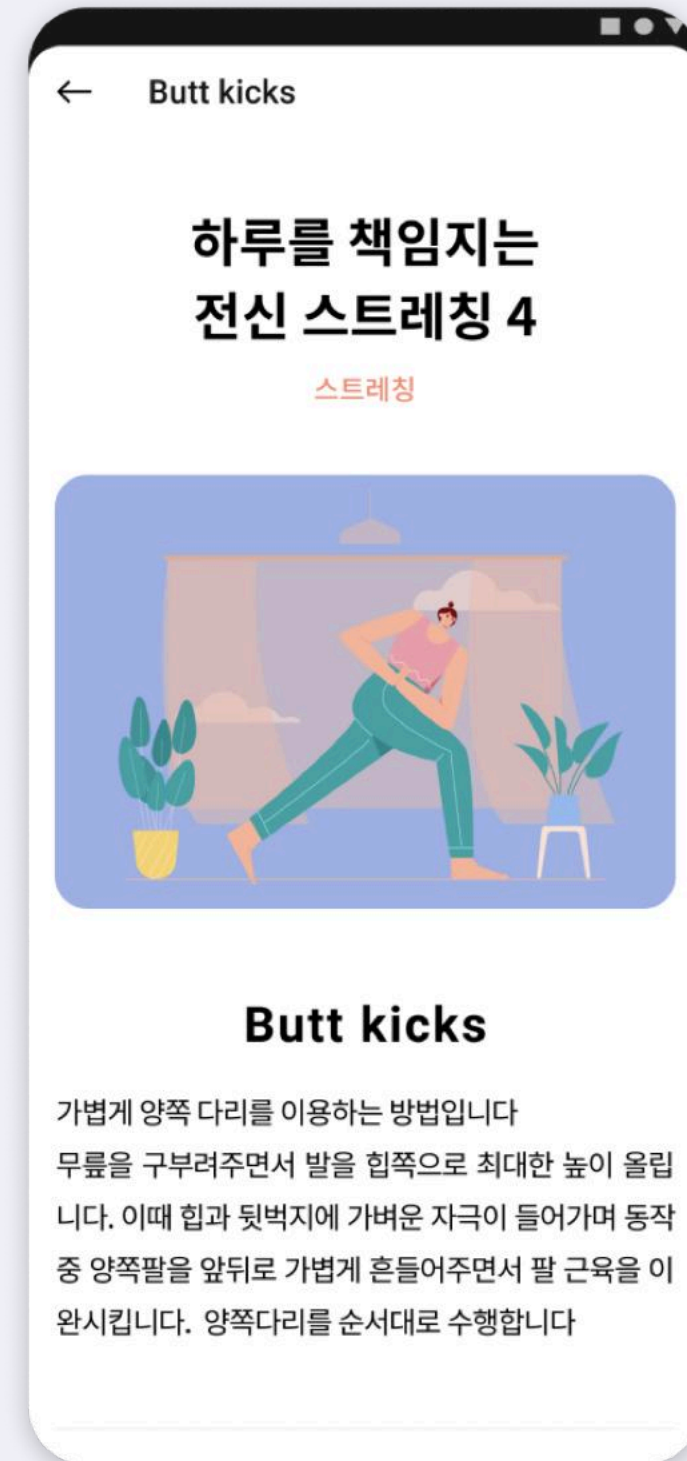 Butt kicks
하루를 책임지는
전신 스트레칭 4
스트레칭
Butt kicks
가볍게 양쪽 다리를 이용하는 방법입니다
무릎을 구부려주면서 발을 힙쪽으로 최대한 높이 올립
니다. 이때 힙과 뒷벅지에 가벼운 자극이 들어가며 동작
중 양쪽팔을 앞뒤로 가볍게 흔들어주면서 팔 근육을 이
완시킵니다. 양쪽다리를 순서대로 수행합니다